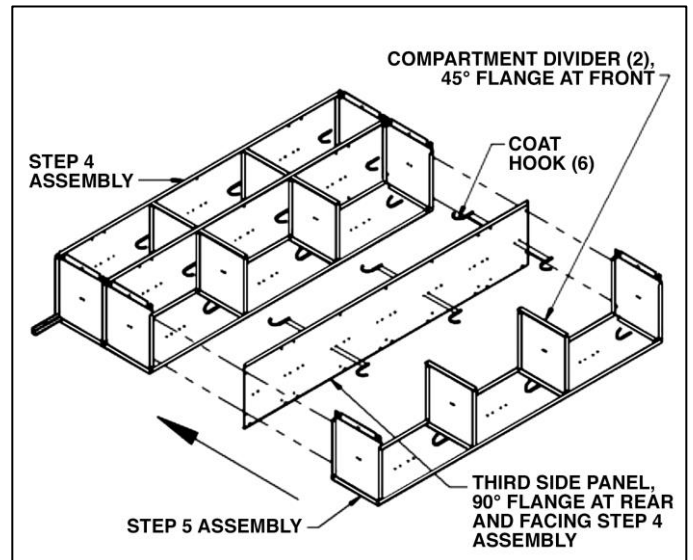 COMPARTMENT DIVIDER (2),
45° FLANGE AT FRONT
COAT
HOOK (6)
STEP 4
ASSEMBLY
THIRD SIDE PANEL,
90° FLANGE AT REAR
AND FACING STEP 4
ASSEMBLY
STEP 5 ASSEMBLY